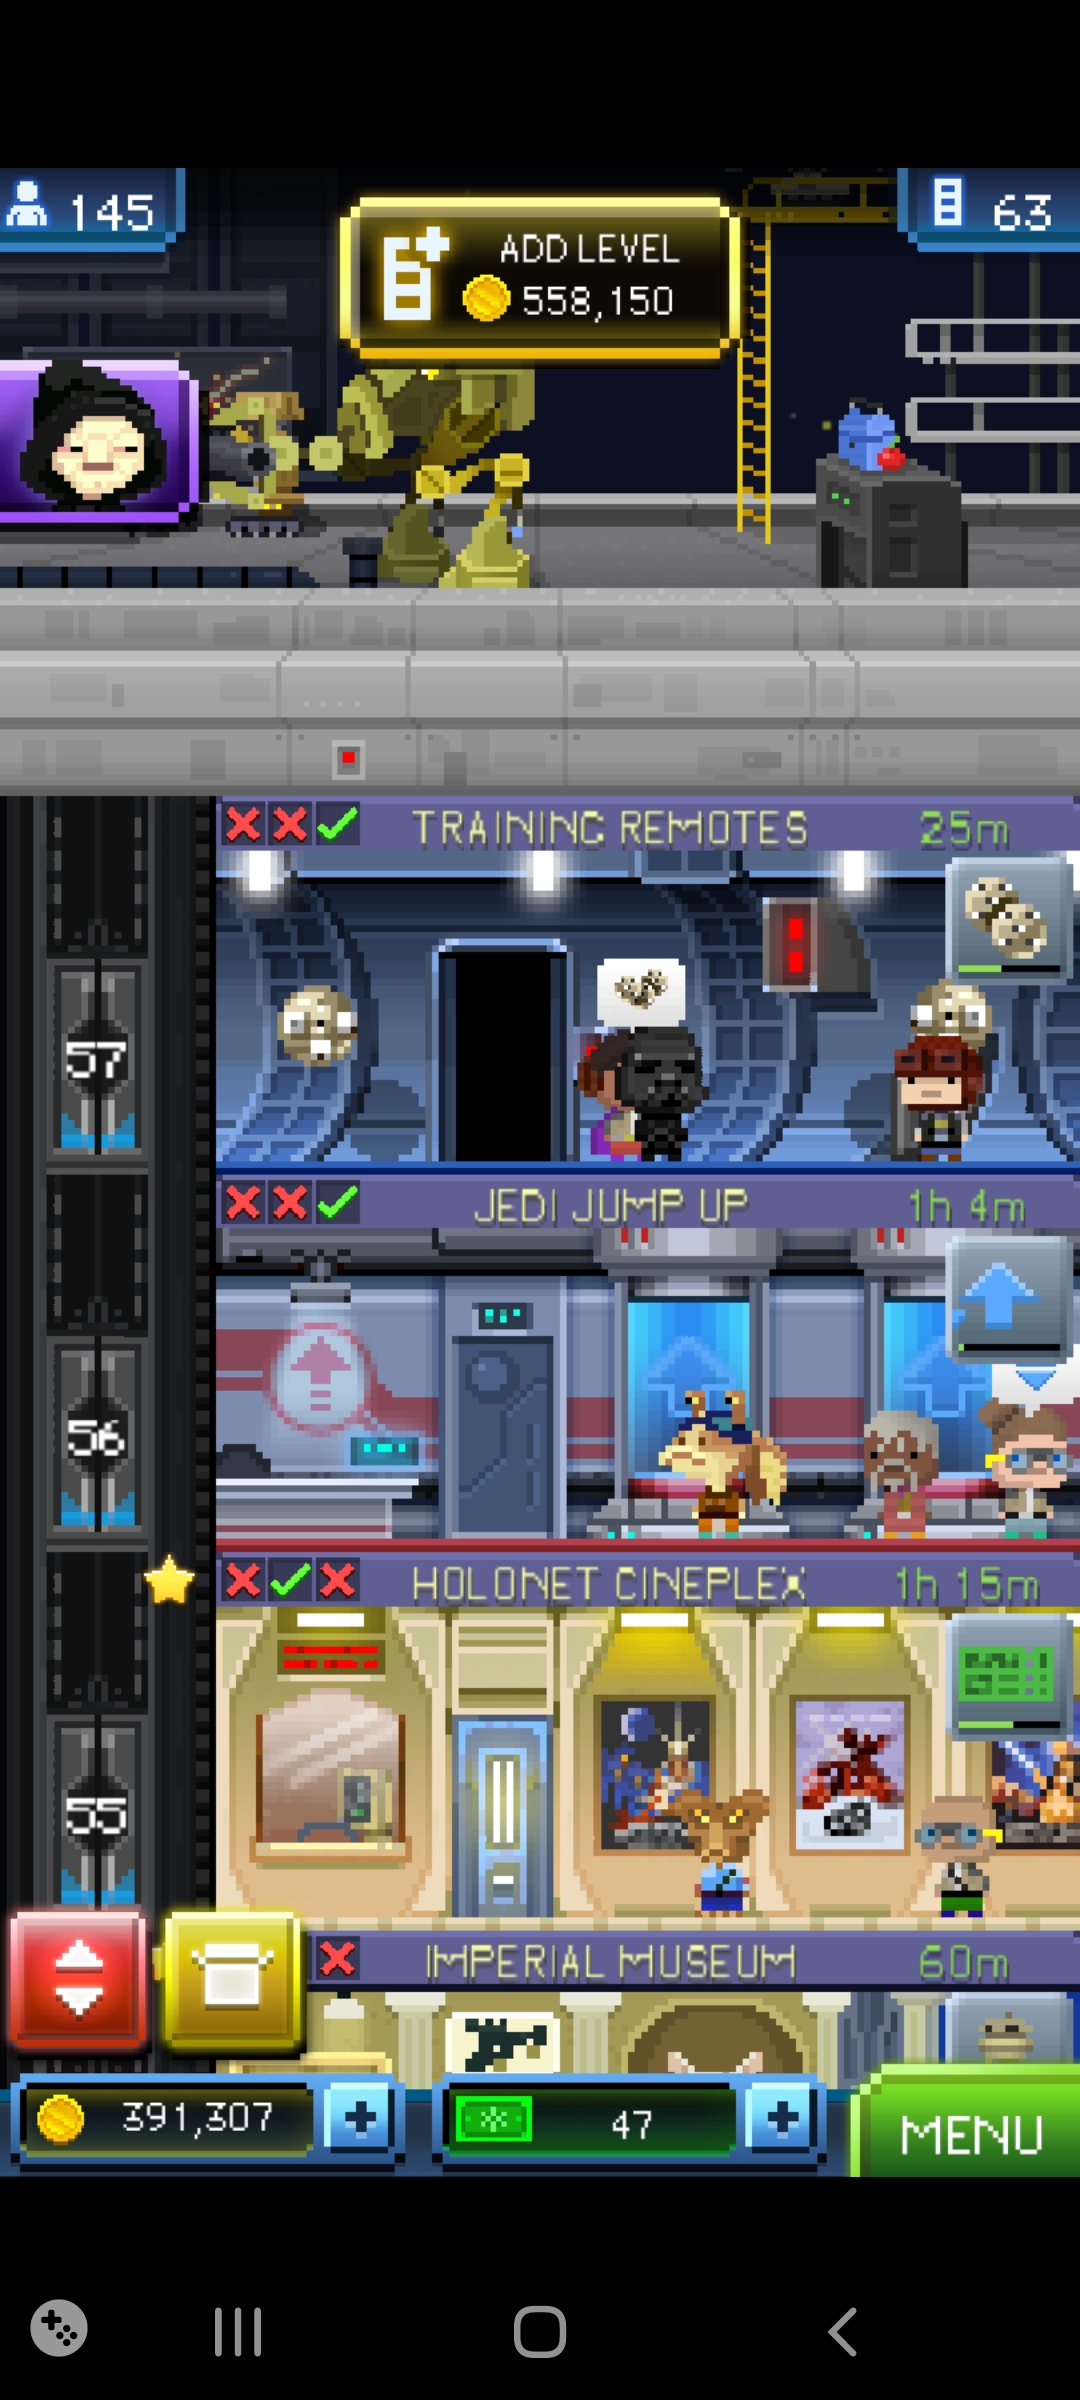 145
ADD LEVEL
558,150
63
TRAINING REMOTES 25m
57
JEDI JUMP UP 1h 4m
56
HOLONET CINEPLEX 1h 15m
55
IMPERIAL MUSEUM 60m
391,307
47
MENU